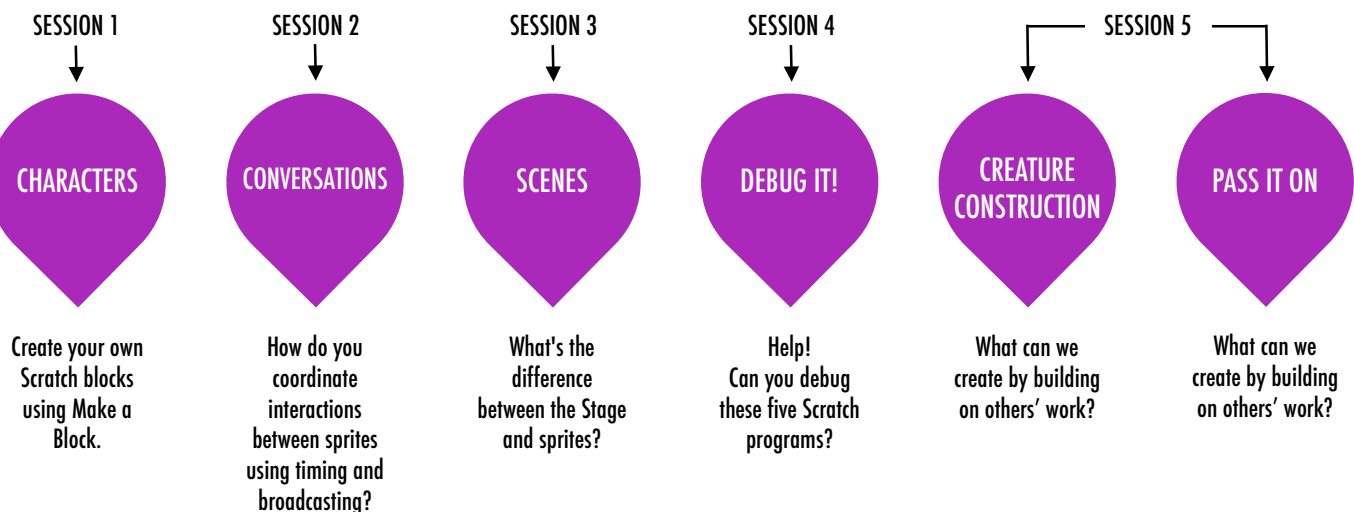 SESSION 1
CHARACTERS
Create your own
Scratch blocks
using Make a
Block.
SESSION 2
CONVERSATIONS
How do you
coordinate
interactions
between sprites
using timing and
broadcasting?
SESSION 3
SCENES
What's the
difference
between the Stage
and sprites?
SESSION 4
DEBUG IT!
Help!
Can you debug
these five Scratch
programs?
SESSION 5
CREATURE
CONSTRUCTION
What can we
create by building
on others’ work?
PASS IT ON
What can we
create by building
on others’ work?